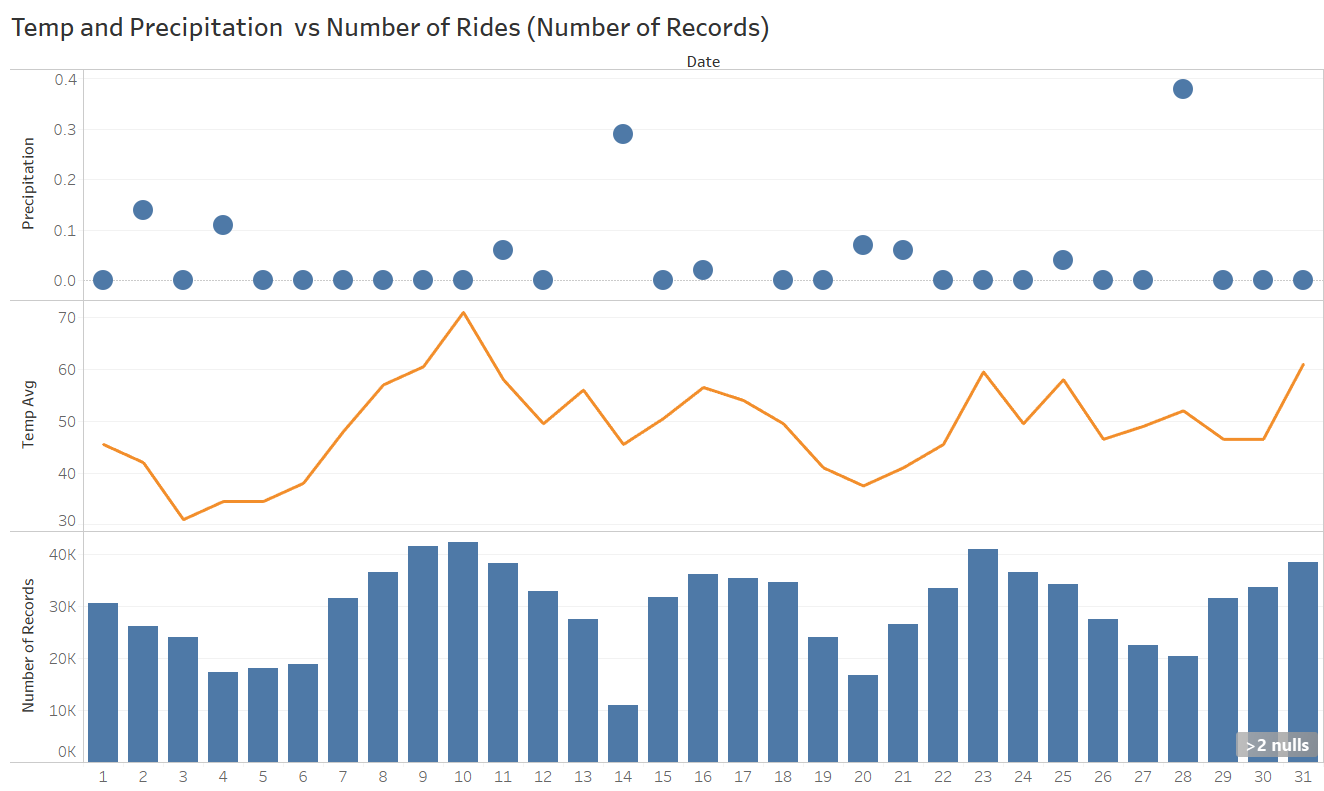 Temp and Precipitation  vs Number of Rides (Number of Records)
Date
Precipitation
0.4
0.3
0.2
0.1
0.0
Temp Avg
70
60
50
40
30
Number of Records
40K
30K
20K
10K
0K
>2 nulls
1 2 3 4 5 6 7 8 9 10 11 12 13 14 15 16 17 18 19 20 21 22 23 24 25 26 27 28 29 30 31